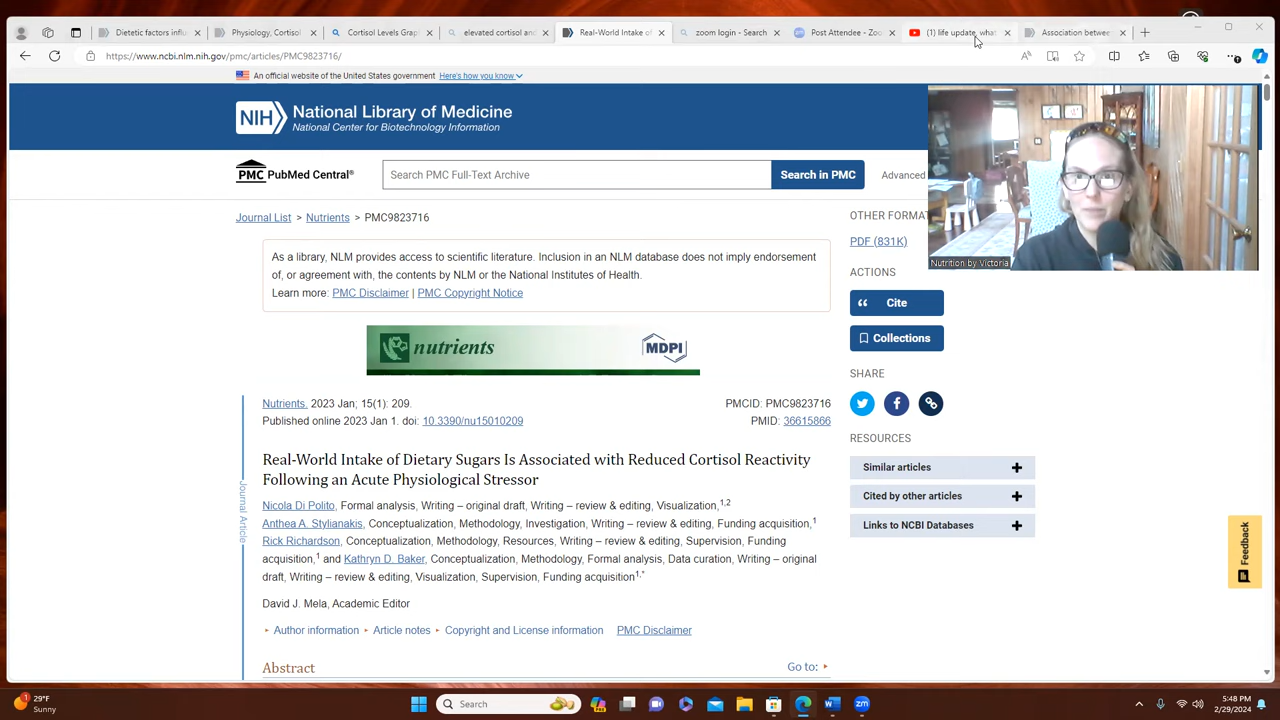 Dietetic factors influ
Physiology, Cortisol
Cortisol Levels Grap
elevated cortisol and
Real-World Intake of
zoom login - Search
Post Attendee - Zoo
(1) life update, what
Association betwee
https://www.ncbi.nlm.nih.gov/pmc/articles/PMC9823716/
An official website of the United States government Here's how you know
NIH National Library of Medicine
National Center for Biotechnology Information
PMC PubMed Central®
Search PMC Full-Text Archive
Search in PMC
Advanced
Journal List > Nutrients > PMC9823716
As a library, NLM provides access to scientific literature. Inclusion in an NLM database does not imply endorsement
of, or agreement with, the contents by NLM or the National Institutes of Health.
Learn more: PMC Disclaimer | PMC Copyright Notice
nutrients
MDPI
Nutrients. 2023 Jan; 15(1): 209.
PMCID: PMC9823716
Published online 2023 Jan 1. doi: 10.3390/nu15010209
PMID: 36615866
Real-World Intake of Dietary Sugars Is Associated with Reduced Cortisol Reactivity
Following an Acute Physiological Stressor
Nicola Di Polito, Formal analysis, Writing – original draft, Writing – review & editing, Visualization,1,2
Anthea A. Stylianakis, Conceptualization, Methodology, Investigation, Writing – review & editing, Funding acquisition,1
Rick Richardson, Conceptualization, Methodology, Resources, Writing – review & editing, Supervision, Funding
acquisition,1 and Kathryn D. Baker, Conceptualization, Methodology, Formal analysis, Data curation, Writing – original
draft, Writing – review & editing, Visualization, Supervision, Funding acquisition1,*
David J. Mela, Academic Editor
Author information
Article notes
Copyright and License information
PMC Disclaimer
Abstract
Go to:
Journal Article
OTHER FORMA
PDF (831K)
ACTIONS
Cite
Collections
SHARE
RESOURCES
Similar articles
Cited by other articles
Links to NCBI Databases
Feedback
Nutrition by Victoria
29°F
Sunny
Search
5:48 PM
2/29/2024